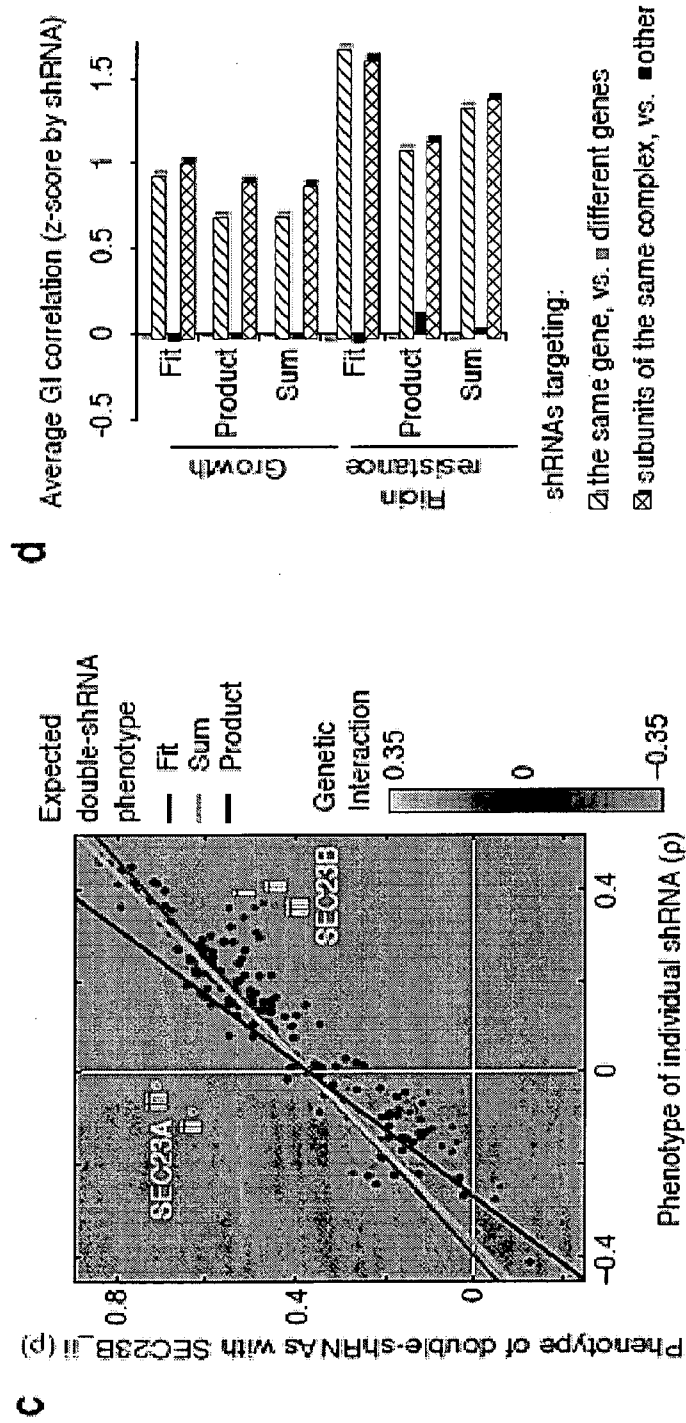 c
Phenotype of double-shRNAs with SEC23B_ii (ρ)
0.8
0.4
0
-0.4
0
0.4
Phenotype of individual shRNA (ρ)
SEC23A
SEC23B
Expected
double-shRNA
phenotype
Fit
Sum
Product
Genetic
Interaction
0.35
0
-0.35
d
Average GI correlation (z-score by shRNA)
-0.5
0
0.5
1
1.5
Growth
Fit
Product
Sum
Ricin
resistance
Fit
Product
Sum
shRNAs targeting:
the same gene, vs. different genes
subunits of the same complex, vs. other